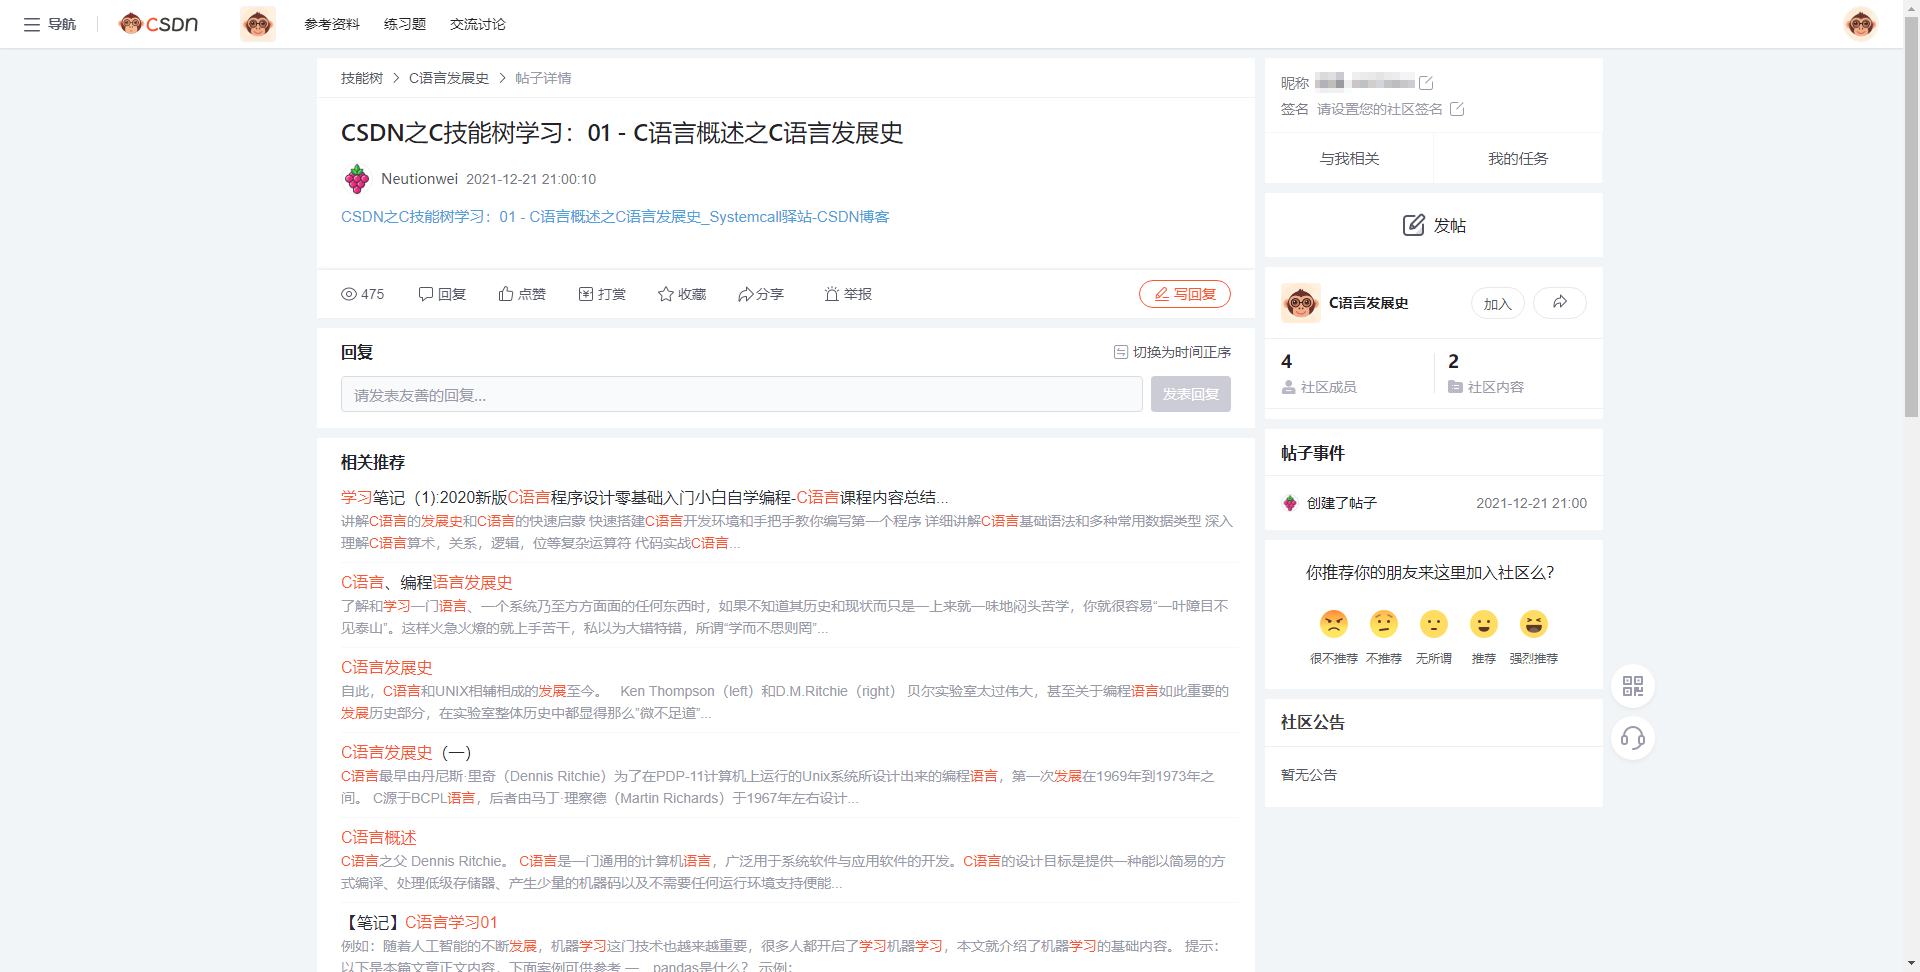 导航
CSDN
参考资料
练习题
交流讨论
技能树 > C语言发展史 > 帖子详情
CSDN之C技能树学习：01 - C语言概述之C语言发展史
Neutionwei 2021-12-21 21:00:10
CSDN之C技能树学习：01 - C语言概述之C语言发展史_Systemcall驿站-CSDN博客
475 回复 点赞 打赏 收藏 分享 举报 写回复
回复
切换为时间正序
请发表友善的回复...
发表回复
相关推荐
学习笔记（1):2020新版C语言程序设计零基础入门小白自学编程-C语言课程内容总结...
讲解C语言的发展史和C语言的快速启蒙 快速搭建C语言开发环境和手把手教你编写第一个程序 详细讲解C语言基础语法和多种常用数据类型 深入
理解C语言算术，关系，逻辑，位等复杂运算符 代码实战C语言...
C语言、编程语言发展史
了解和学习一门语言、一个系统乃至方方面面的任何东西时，如果不知道其历史和现状而只是一上来就一味地闷头苦学，你就很容易“一叶障目不
见泰山”。这样火急火燎的就上手苦干，私以为大错特错，所谓“学而不思则罔”...
C语言发展史
自此，C语言和UNIX相辅相成的发展至今。 Ken Thompson（left）和D.M.Ritchie（right） 贝尔实验室太过伟大，甚至关于编程语言如此重要的
发展历史部分，在实验室整体历史中都显得那么”微不足道”...
C语言发展史（一）
C语言最早由丹尼斯·里奇（Dennis Ritchie）为了在PDP-11计算机上运行的Unix系统所设计出来的编程语言，第一次发展在1969年到1973年之
间。 C源于BCPL语言，后者由马丁·理察德（Martin Richards）于1967年左右设计...
C语言概述
C语言之父 Dennis Ritchie。 C语言是一门通用的计算机语言，广泛用于系统软件与应用软件的开发。C语言的设计目标是提供一种能以简易的方
式编译、处理低级存储器、产生少量的机器码以及不需要任何运行环境支持便能...
【笔记】C语言学习01
例如：随着人工智能的不断发展，机器学习这门技术也越来越重要，很多人都开启了学习机器学习，本文就介绍了机器学习的基础内容。 提示：
以下是本篇文章正文内容，下面案例可供参考 一、pandas是什么？ 示例：
昵称
签名 请设置您的社区签名
与我相关
我的任务
发帖
C语言发展史
加入
4
社区成员
2
社区内容
帖子事件
创建了帖子
2021-12-21 21:00
你推荐你的朋友来这里加入社区么?
很不推荐 不推荐 无所谓 推荐 强烈推荐
社区公告
暂无公告